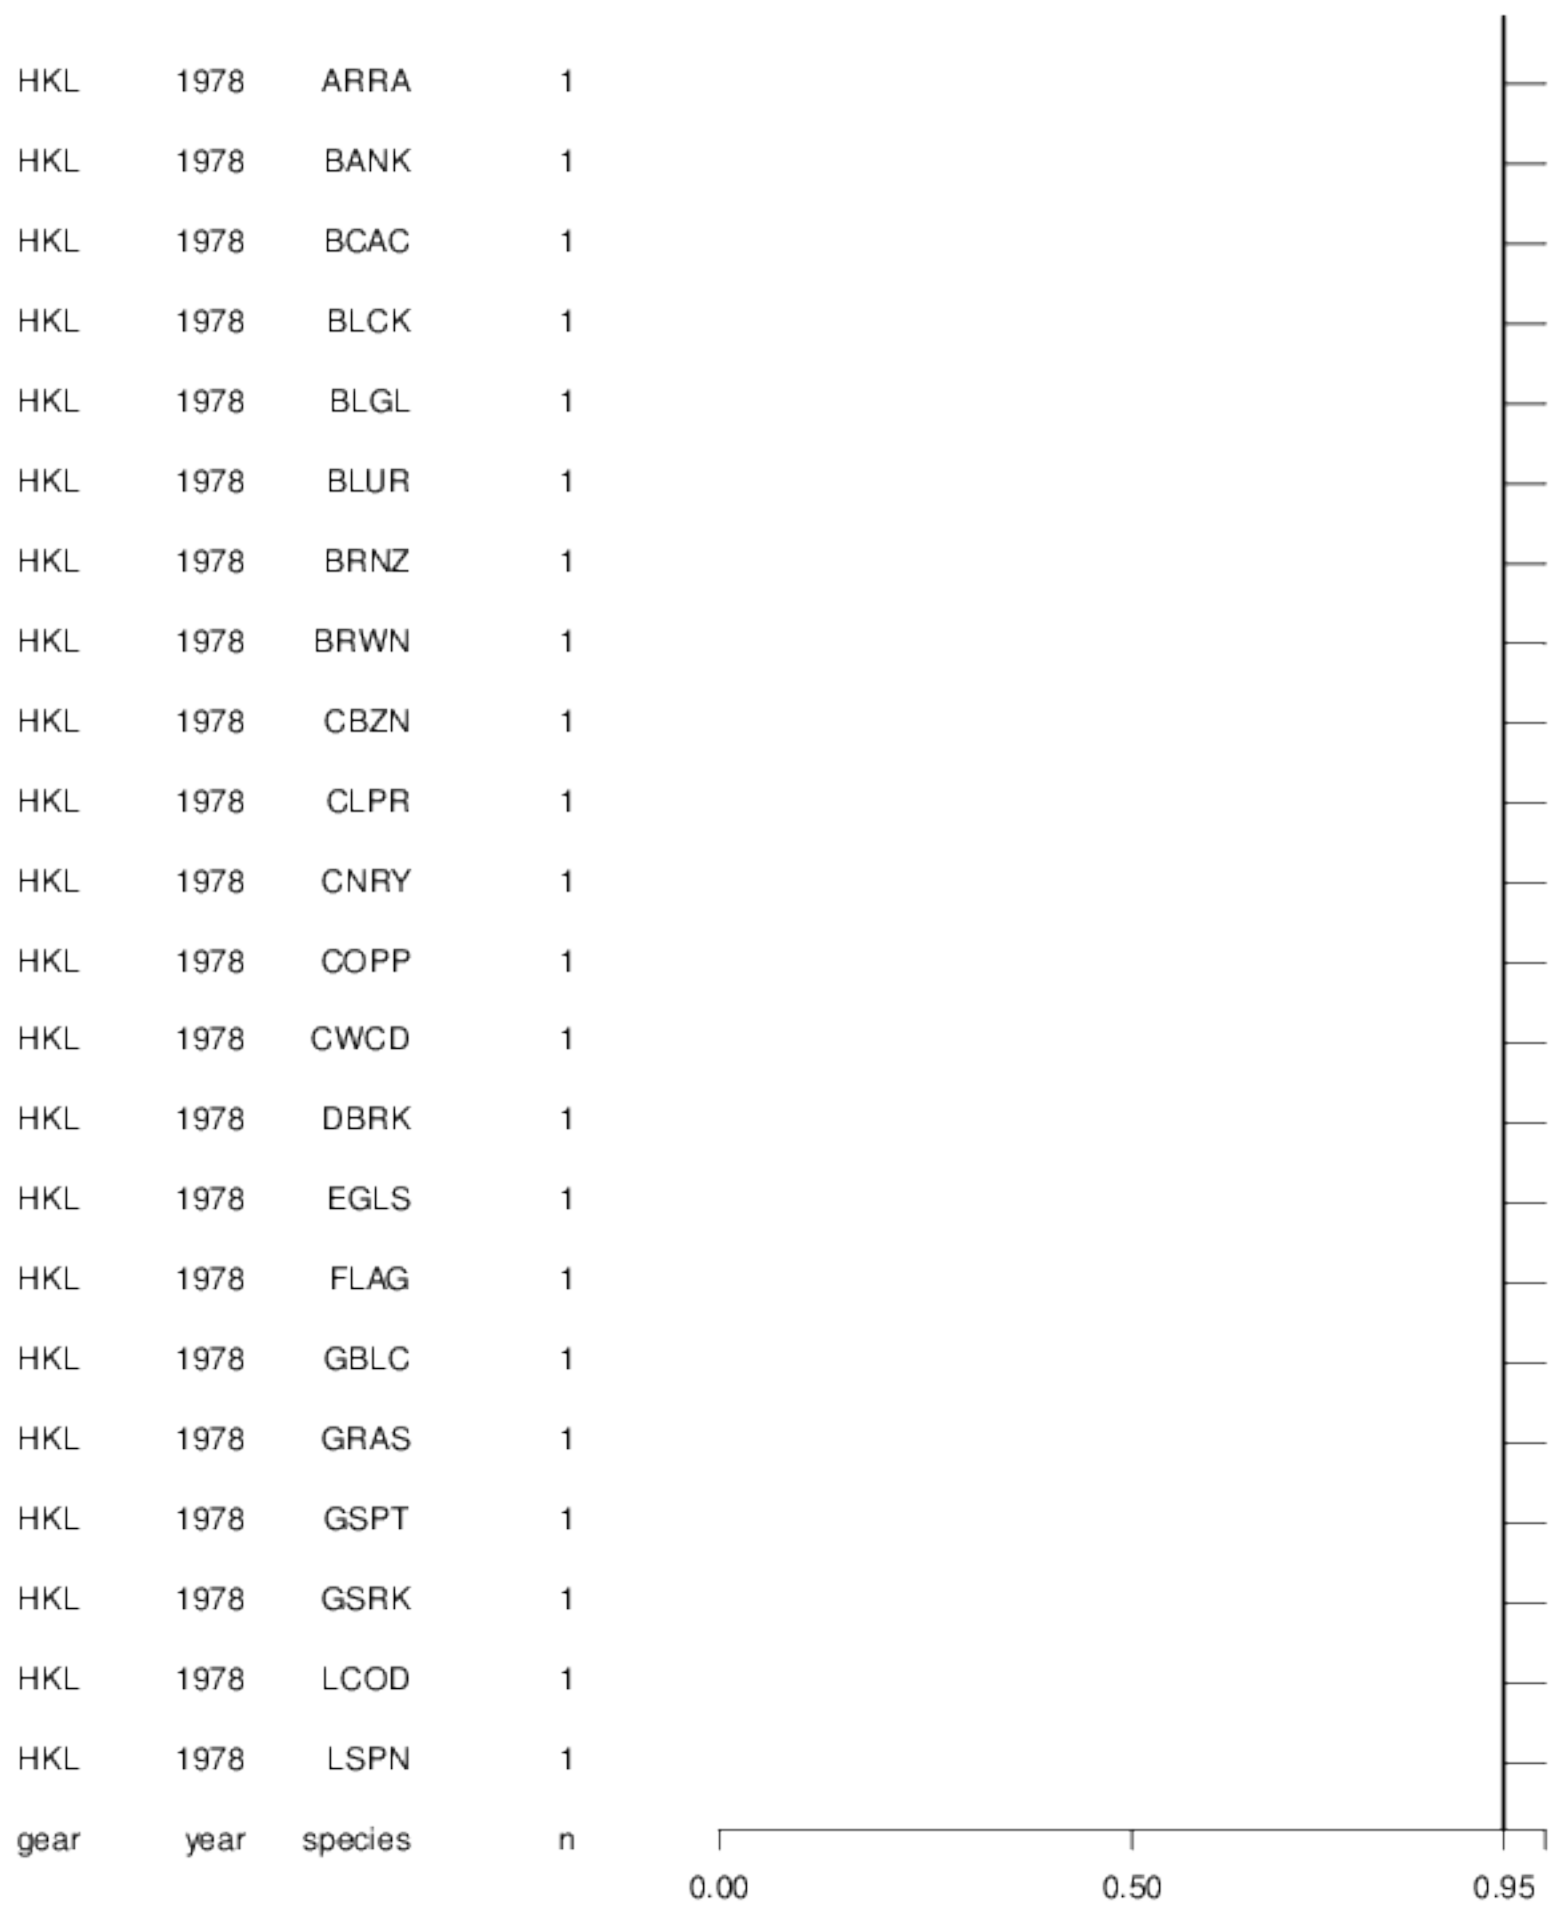 HKL 1978 ARRA 1
HKL 1978 BANK 1
HKL 1978 BCAC 1
HKL 1978 BLCK 1
HKL 1978 BLGL 1
HKL 1978 BLUR 1
HKL 1978 BRNZ 1
HKL 1978 BRWN 1
HKL 1978 CBZN 1
HKL 1978 CLPR 1
HKL 1978 CNRY 1
HKL 1978 COPP 1
HKL 1978 CWCD 1
HKL 1978 DBRK 1
HKL 1978 EGLS 1
HKL 1978 FLAG 1
HKL 1978 GBLC 1
HKL 1978 GRAS 1
HKL 1978 GSPT 1
HKL 1978 GSRK 1
HKL 1978 LCOD 1
HKL 1978 LSPN 1
gear year species n
0.00 0.50 0.95